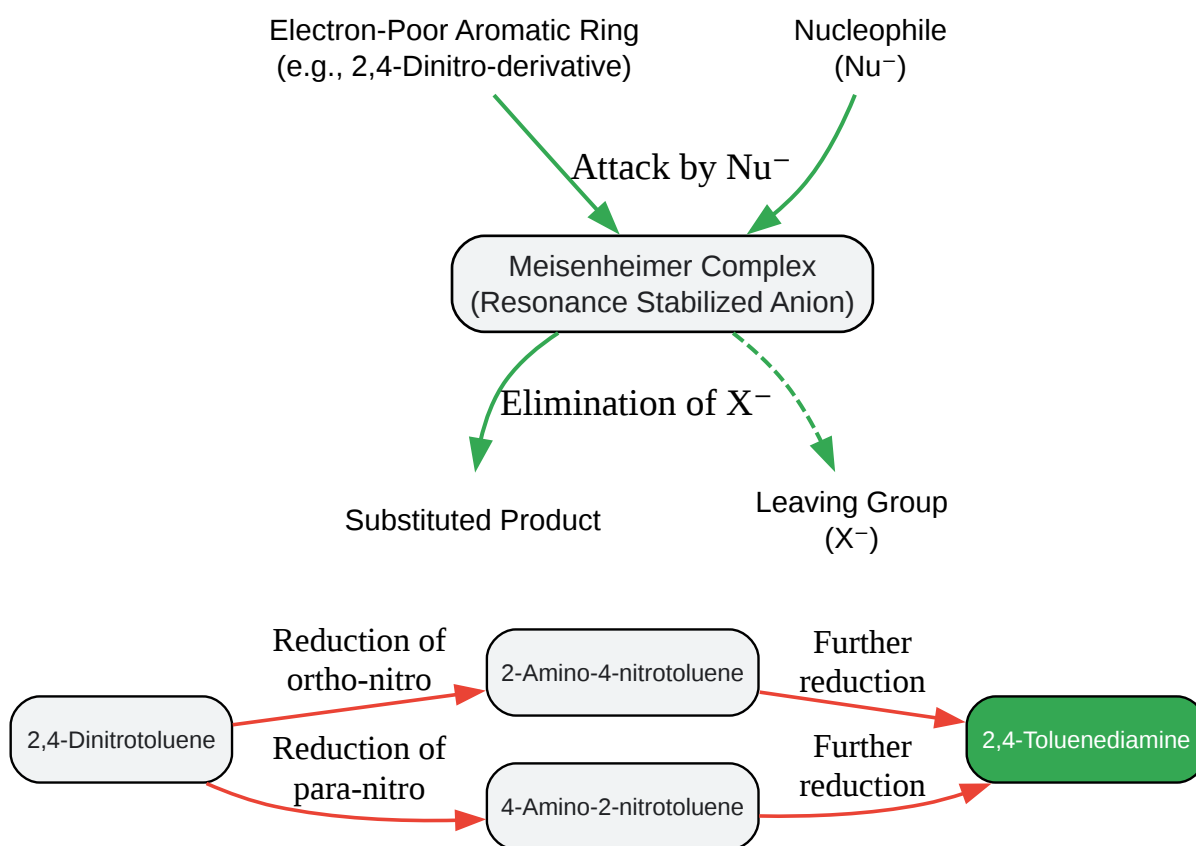 Electron-Poor Aromatic Ring
(e.g., 2,4-Dinitro-derivative)
Nucleophile
(Nu⁻)
Attack by Nu⁻
Meisenheimer Complex
(Resonance Stabilized Anion)
Elimination of X⁻
Substituted Product
Leaving Group
(X⁻)
2,4-Dinitrotoluene
Reduction of
ortho-nitro
2-Amino-4-nitrotoluene
Further
reduction
Reduction of
para-nitro
4-Amino-2-nitrotoluene
Further
reduction
2,4-Toluenediamine